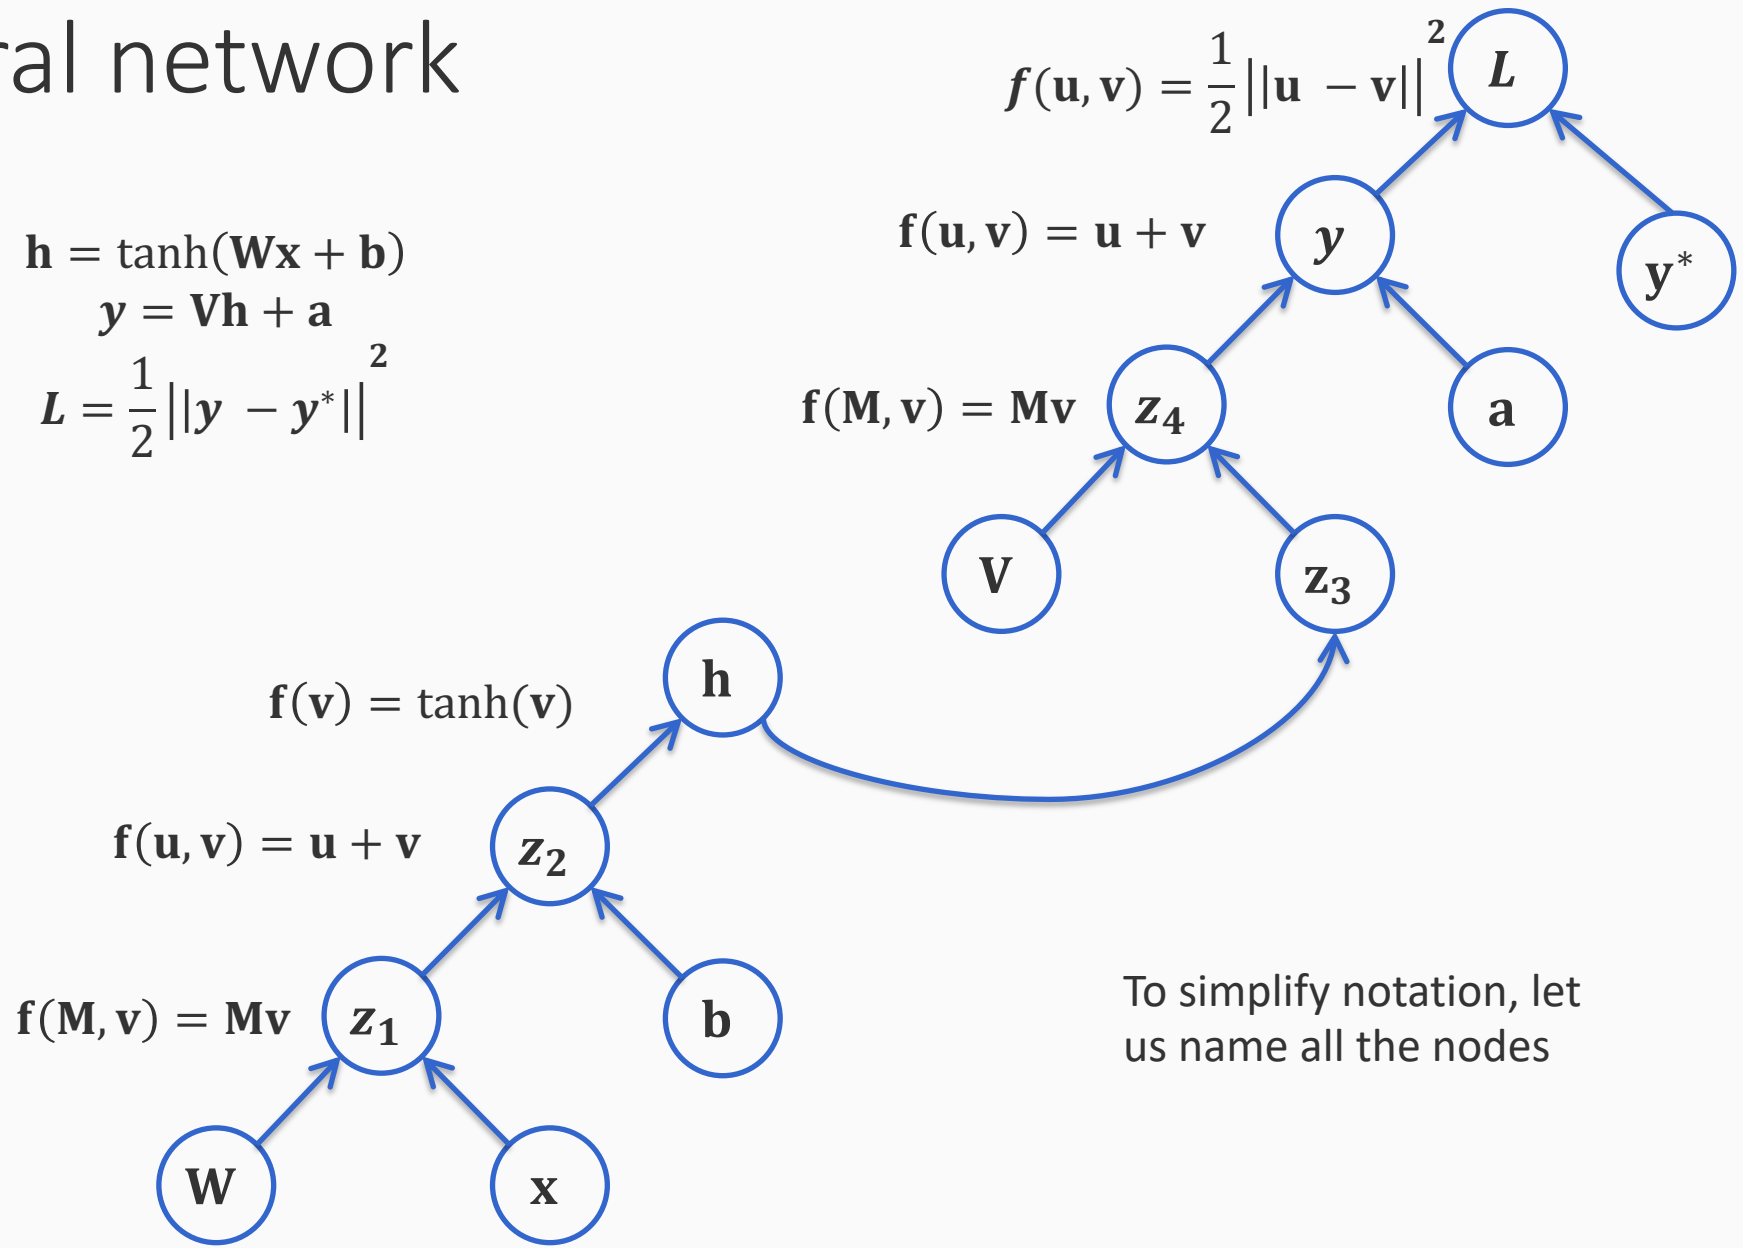 ral network
h = tanh(Wx + b)
y = Vh + a
L = 1/2 ||y − y*||²
f(u, v) = 1/2 ||u − v||²
L
f(u, v) = u + v
y
y*
f(M, v) = Mv
z₄
a
V
z₃
h
f(v) = tanh(v)
f(u, v) = u + v
z₂
f(M, v) = Mv
z₁
b
To simplify notation, let
us name all the nodes
W
x